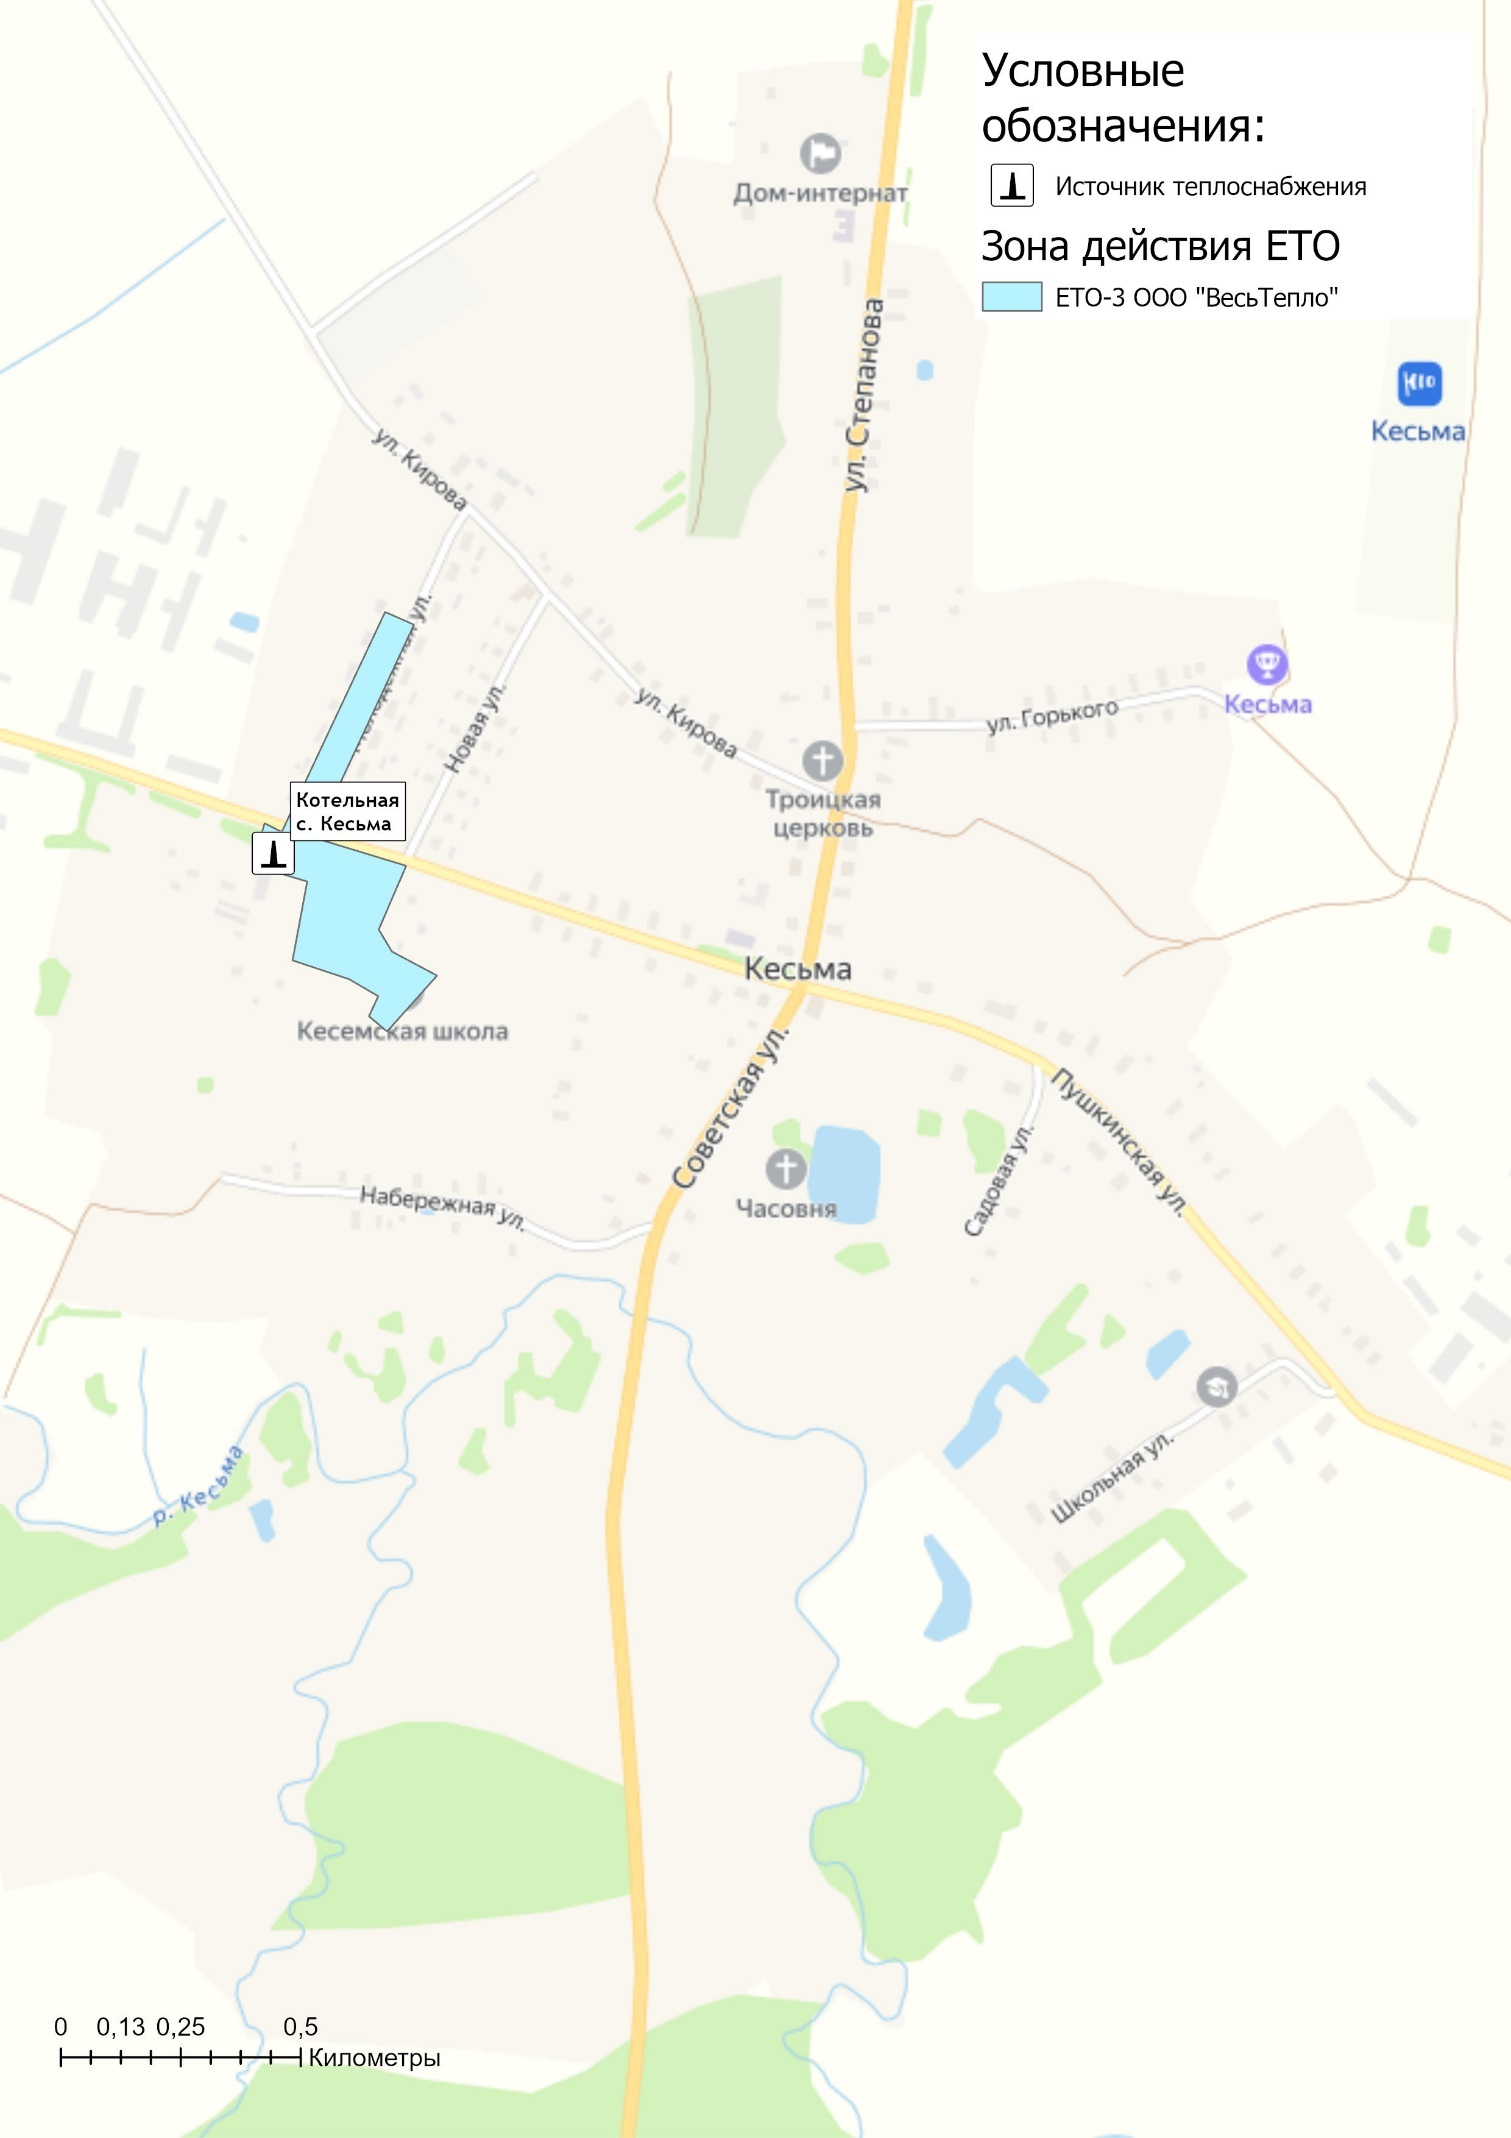 Условные
обозначения:
Источник теплоснабжения
Зона действия ЕТО
ЕТО-3 ООО "ВесьТепло"
Дом-интернат
ул. Степанова
Кесьма
ул. Кирова
ул.
Новая ул.
ул. Кирова
ул. Горького
Кесьма
Троицкая
церковь
Котельная
с. Кесьма
Кесьма
Кесемская школа
Советская ул.
Пушкинская ул.
Садовая ул.
Часовня
Набережная ул.
р. Кесьма
Школьная ул.
0 0,13 0,25 0,5
Километры